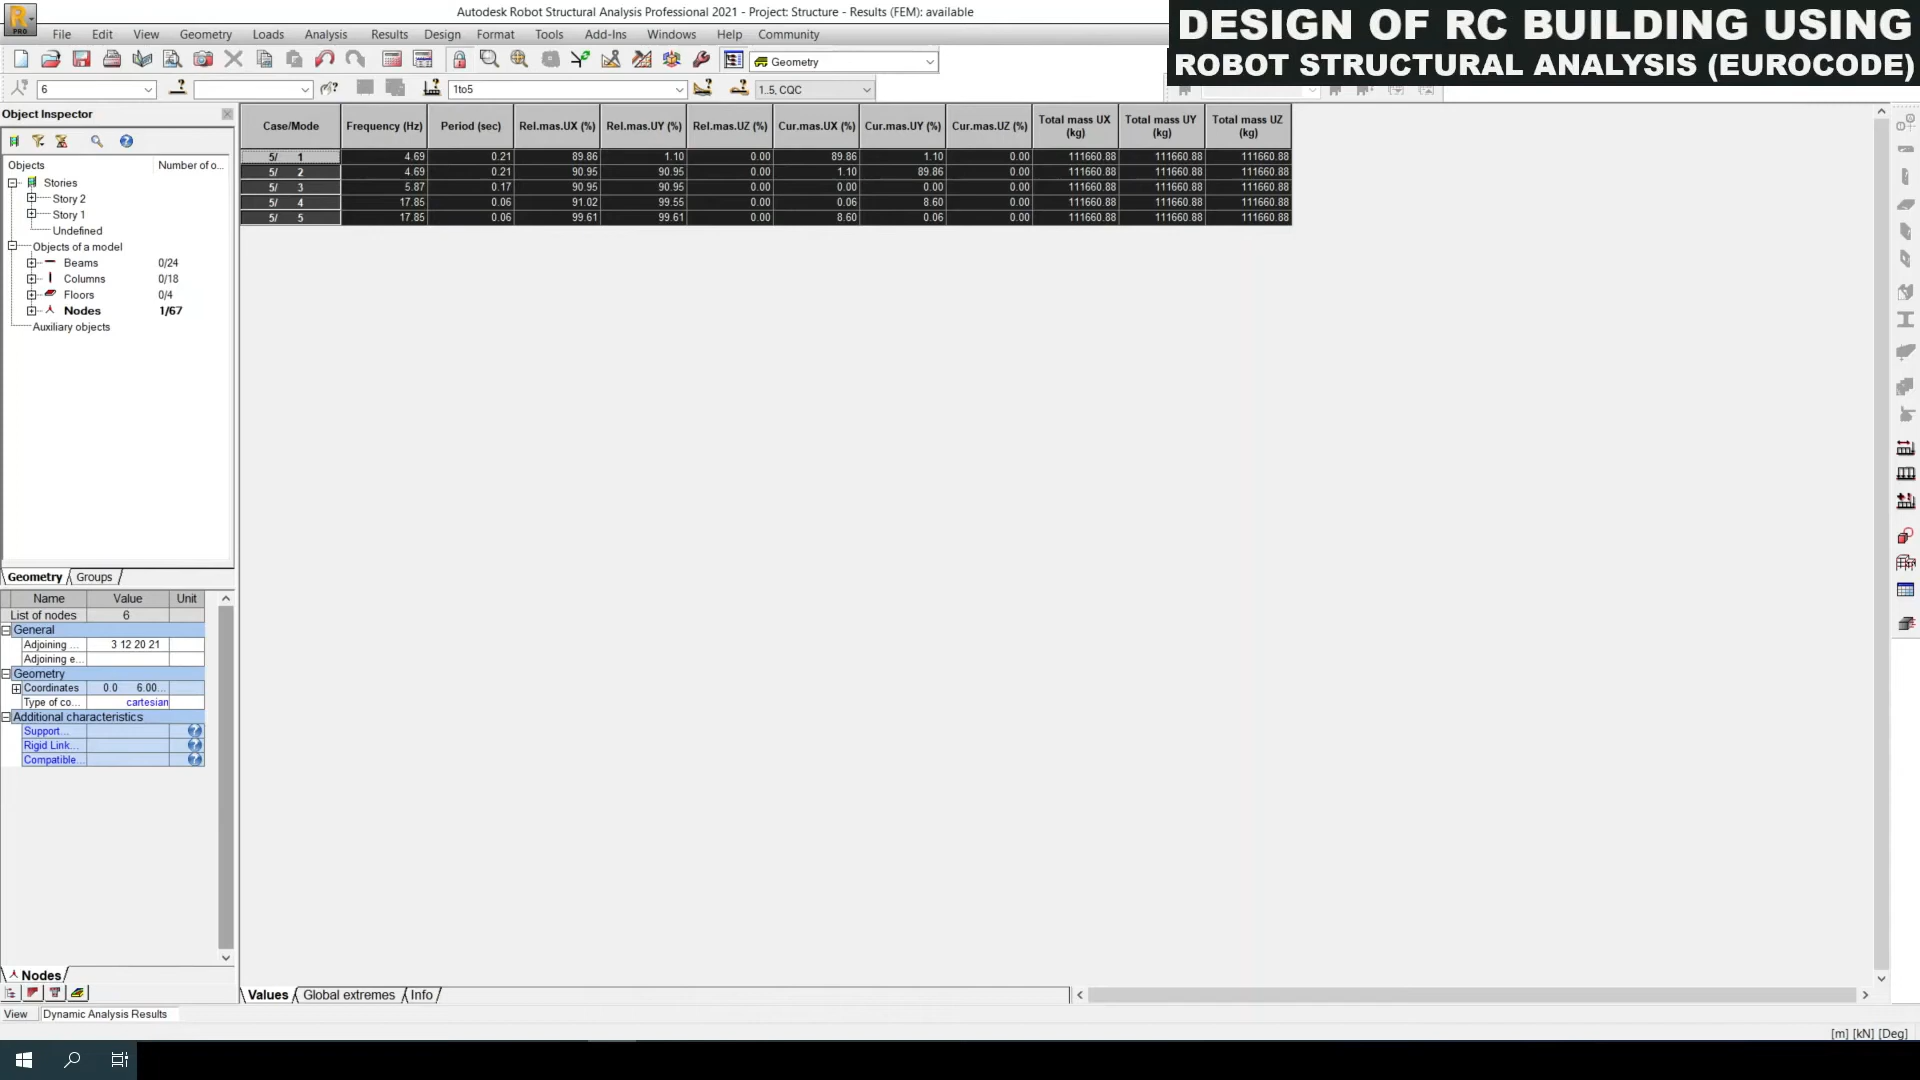 PRO
Autodesk Robot Structural Analysis Professional 2021 - Project: Structure - Results (FEM): available
DESIGN OF RC BUILDING USING
ROBOT STRUCTURAL ANALYSIS (EUROCODE)
File Edit View Geometry Loads Analysis Results Design Format Tools Add-Ins Windows Help Community
Geometry
6 1to5 1..5, CQC
Object Inspector
Objects Number of o...
Stories
Story 2
Story 1
Undefined
Objects of a model
Beams 0/24
Columns 0/18
Floors 0/4
Nodes 1/67
Auxiliary objects
Geometry Groups
Name Value Unit
List of nodes 6
General
Adjoining ... 3 12 20 21
Adjoining e...
Geometry
Coordinates 0.0 6.00...
Type of co... cartesian
Additional characteristics
Support...
Rigid Link...
Compatible...
Nodes
Case/Mode Frequency (Hz) Period (sec) Rel.mas.UX (%) Rel.mas.UY (%) Rel.mas.UZ (%) Cur.mas.UX (%) Cur.mas.UY (%) Cur.mas.UZ (%) Total mass UX (kg) Total mass UY (kg) Total mass UZ (kg)
5/ 1 4.69 0.21 89.86 1.10 0.00 89.86 1.10 0.00 111660.88 111660.88 111660.88
5/ 2 4.69 0.21 90.95 90.95 0.00 1.10 89.86 0.00 111660.88 111660.88 111660.88
5/ 3 5.87 0.17 90.95 90.95 0.00 0.00 0.00 0.00 111660.88 111660.88 111660.88
5/ 4 17.85 0.06 91.02 99.55 0.00 0.06 8.60 0.00 111660.88 111660.88 111660.88
5/ 5 17.85 0.06 99.61 99.61 0.00 8.60 0.06 0.00 111660.88 111660.88 111660.88
Values Global extremes Info
View Dynamic Analysis Results
[m] [kN] [Deg]